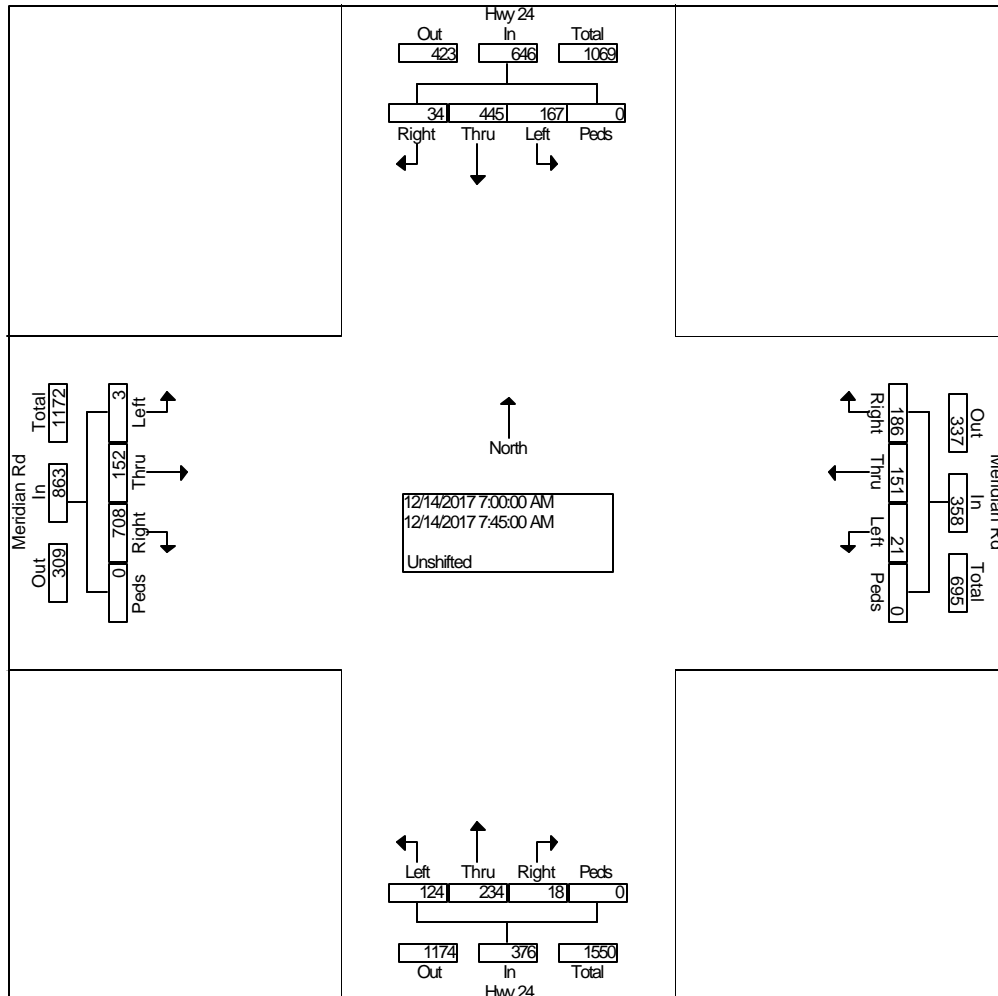 Hwy 24
Out In Total
423 646 1069
34 445 167 0
Right Thru Left Peds
Meridian Rd
Total In Out
1172 863 309
3 152 708 0
Left Thru Right Peds
North
12/14/2017 7:00:00 AM
12/14/2017 7:45:00 AM
Unshifted
Right Thru Left Peds
186 151 21 0
Out In Total
337 358 695
Meridian Rd
Left Thru Right Peds
124 234 18 0
1174 376 1550
Out In Total
Hwy 24